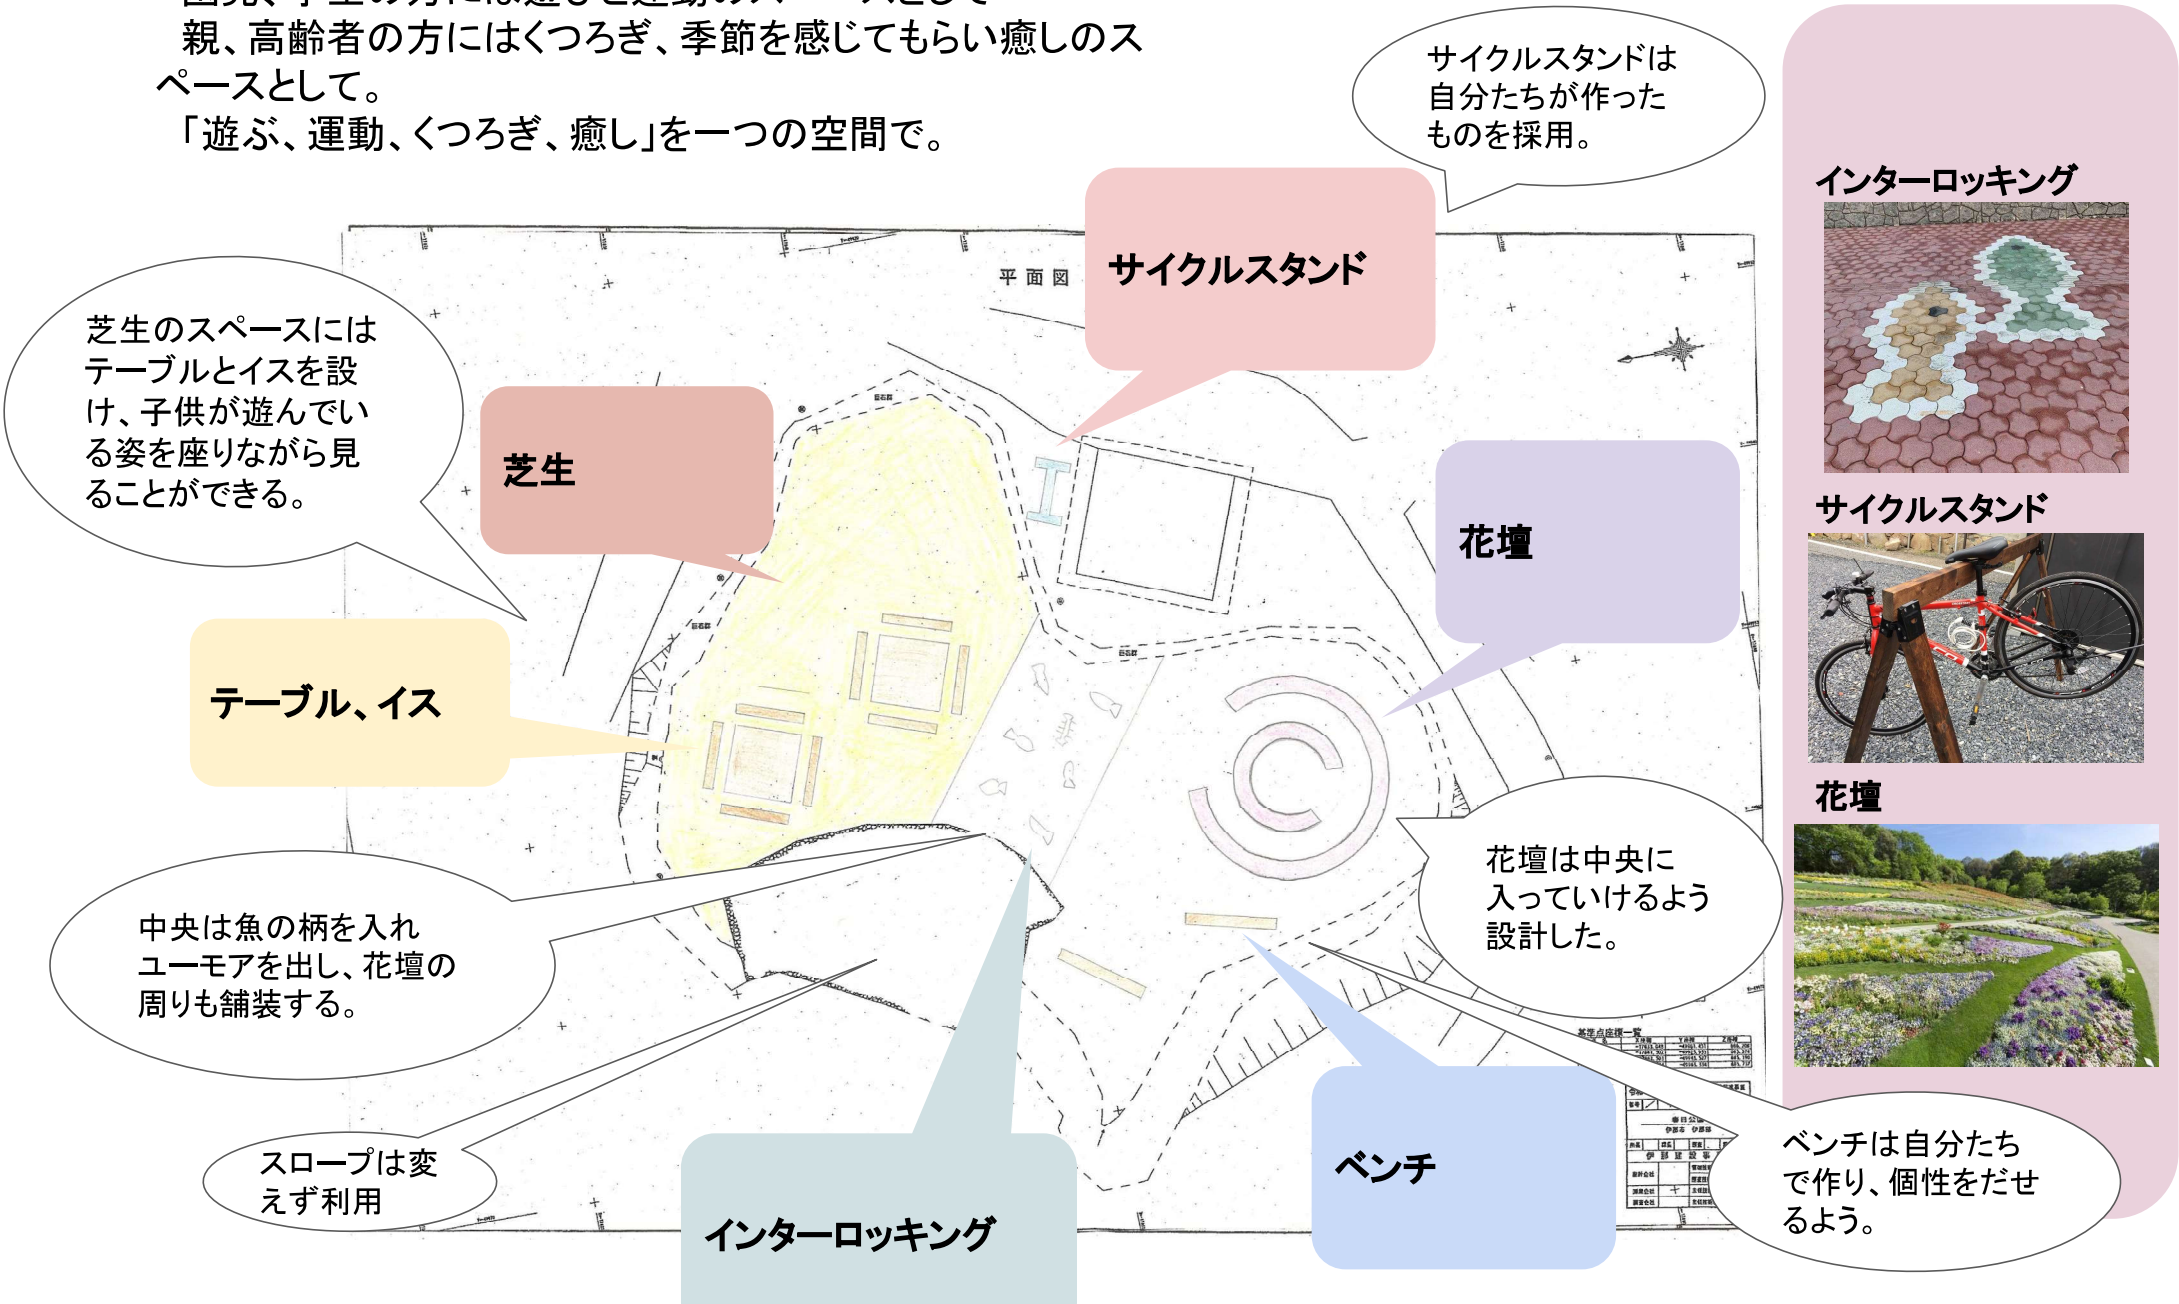 親、高齢者の方にはくつろぎ、季節を感じてもらい癒しのス
ペースとして。
「遊ぶ、運動、くつろぎ、癒し」を一つの空間で。
サイクルスタンドは
自分たちが作った
ものを採用。
サイクルスタンド
平面図
芝生のスペースには
テーブルとイスを設
け、子供が遊んでい
る姿を座りながら見
ることができる。
芝生
花壇
テーブル、イス
中央は魚の柄を入れ
ユーモアを出し、花壇の
周りも舗装する。
花壇は中央に
入っていけるよう
設計した。
スロープは変
えず利用
インターロッキング
ベンチ
基準点座標一覧
ベンチは自分たち
で作り、個性をだせ
るよう。
インターロッキング
サイクルスタンド
花壇